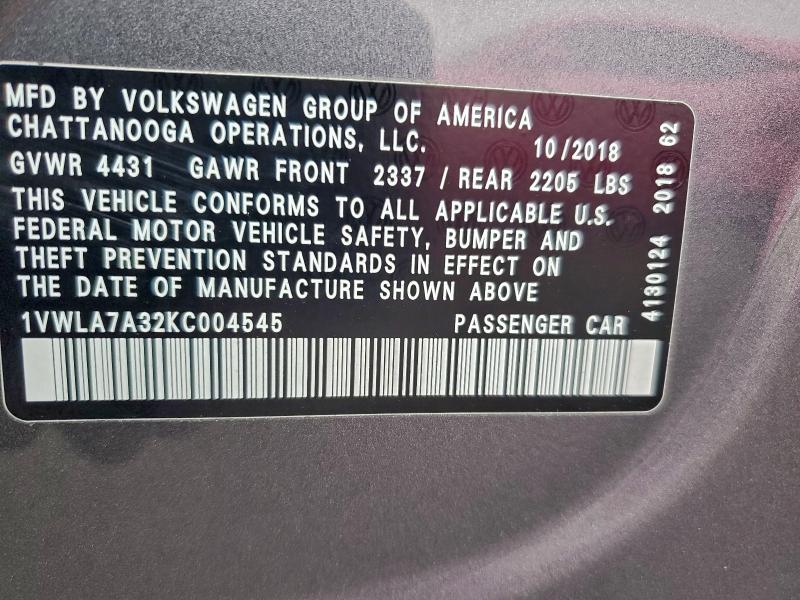 MFD BY VOLKSWAGEN GROUP OF AMERICA
CHATTANOOGA OPERATIONS, LLC. 10/2018
GVWR 4431 GAWR FRONT 2337 / REAR 2205 LBS
THIS VEHICLE CONFORMS TO ALL APPLICABLE U.S.
FEDERAL MOTOR VEHICLE SAFETY, BUMPER AND
THEFT PREVENTION STANDARDS IN EFFECT ON
THE DATE OF MANUFACTURE SHOWN ABOVE
1VWLA7A32KC004545 PASSENGER CAR
4130124 2018 62